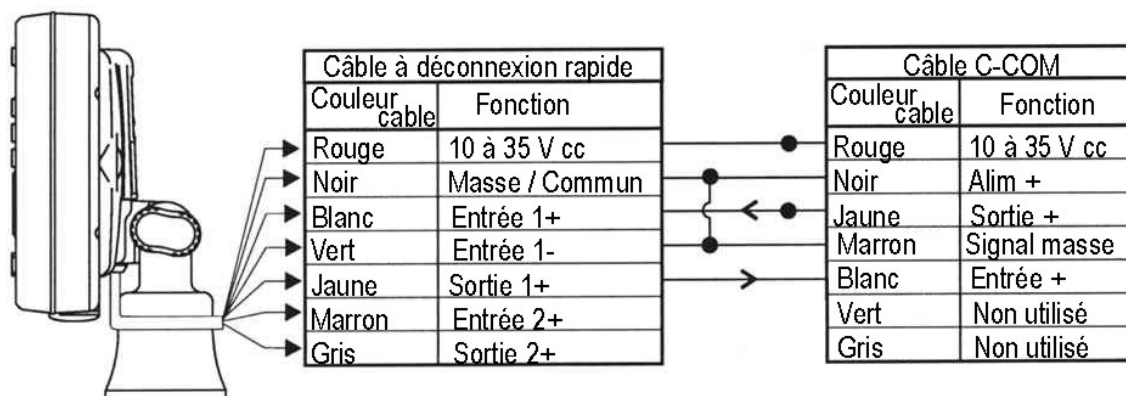 Câble à déconnexion rapide
Couleur cable Fonction
Rouge 10 à 35 V cc
Noir Masse / Commun
Blanc Entrée 1+
Vert Entrée 1-
Jaune Sortie 1+
Marron Entrée 2+
Gris Sortie 2+
Câble C-COM
Couleur cable Fonction
Rouge 10 à 35 V cc
Noir Alim +
Jaune Sortie +
Marron Signal masse
Blanc Entrée +
Vert Non utilisé
Gris Non utilisé